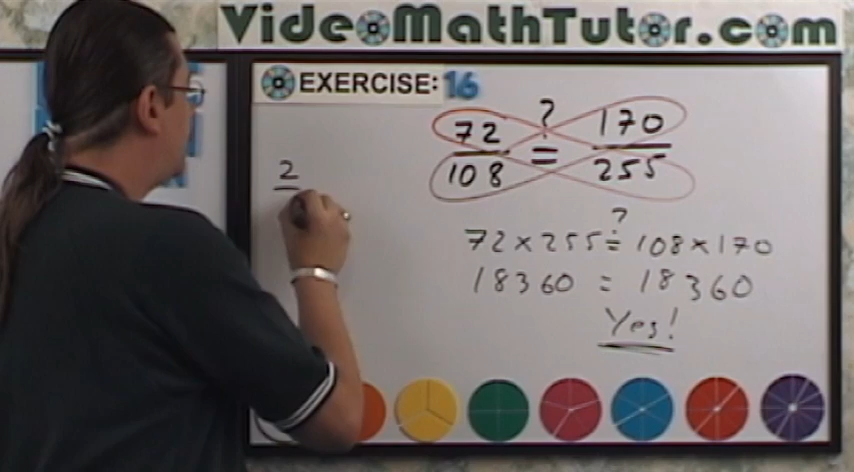 VideoMathTutor.com
EXERCISE: 16
72/108 =? 170/255
2
72 × 255 =? 108 × 170
18360 = 18360
Yes!